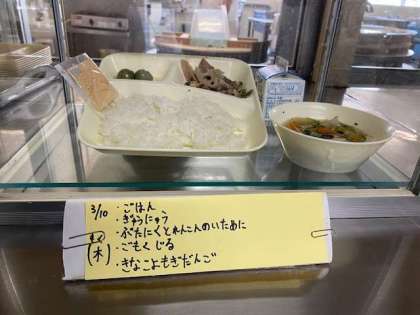 3/10
(木)
・ごはん
・ぎゅうにゅう
・ぶたにくとれんこんのいために
・ごもくじる
・きなこよもぎだんご